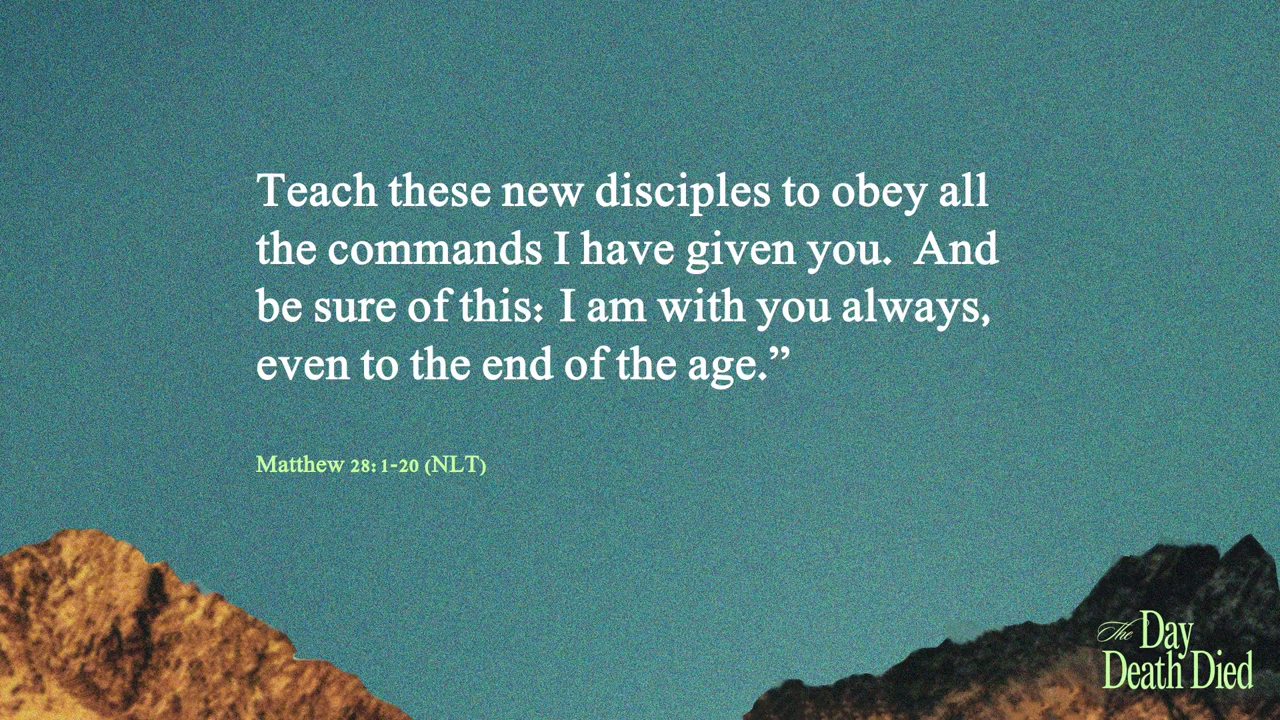 Teach these new disciples to obey all
the commands I have given you.  And
be sure of this: I am with you always,
even to the end of the age.”
Matthew 28:1-20 (NLT)
The Day
Death Died